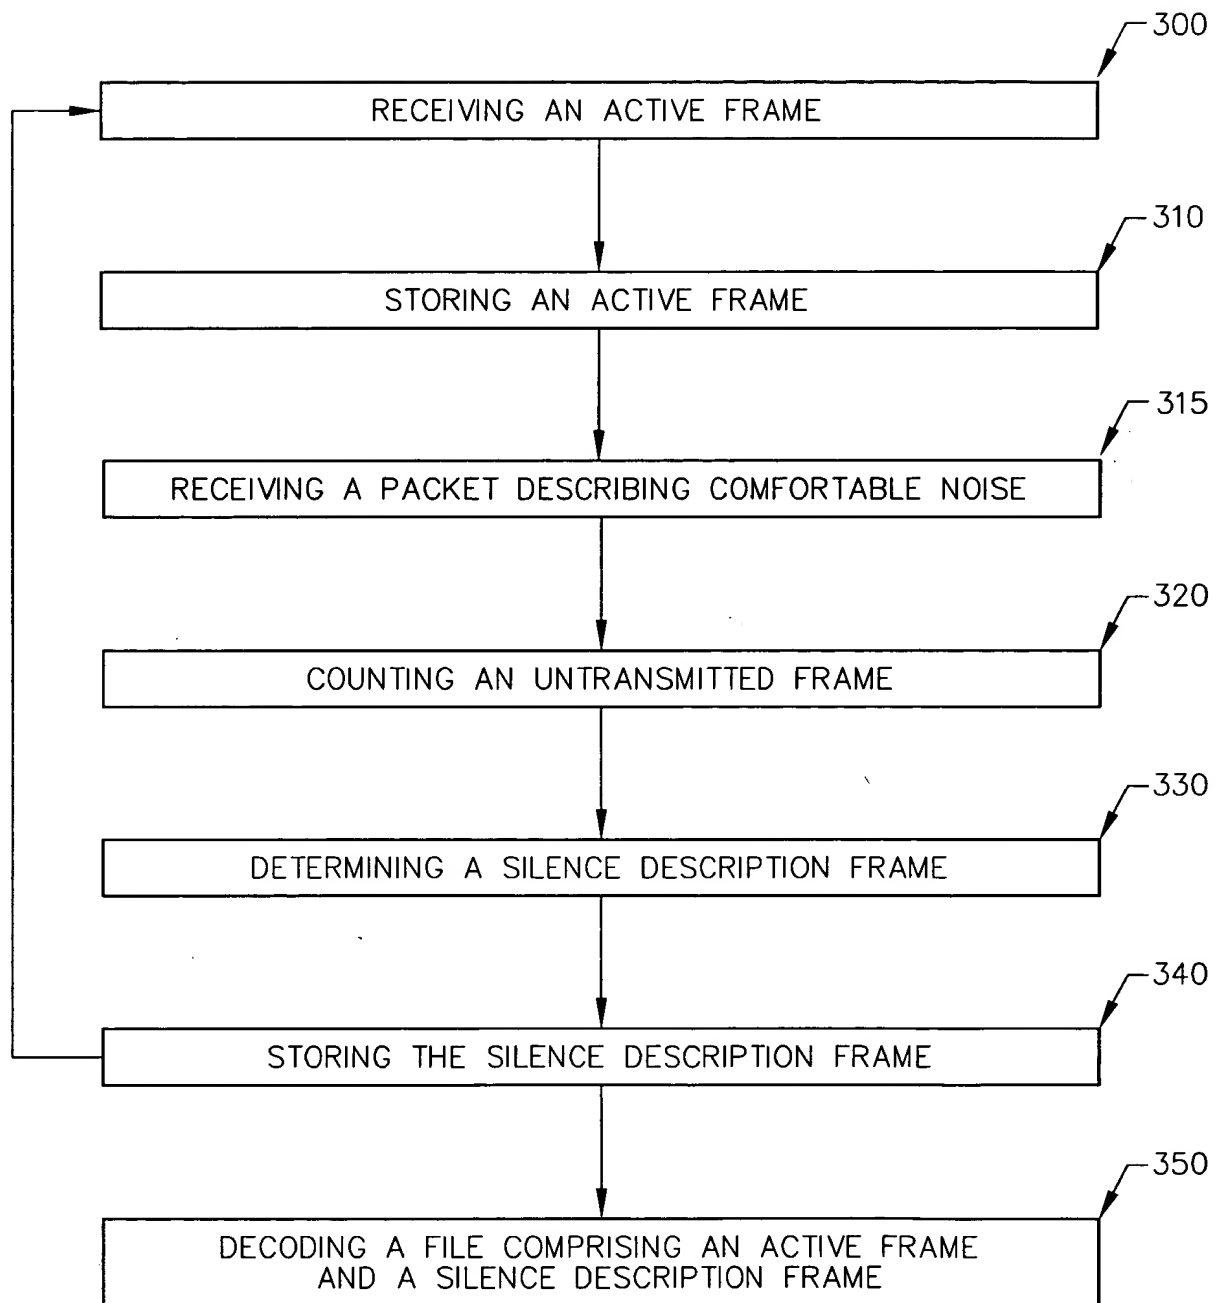 300
RECEIVING AN ACTIVE FRAME
310
STORING AN ACTIVE FRAME
315
RECEIVING A PACKET DESCRIBING COMFORTABLE NOISE
320
COUNTING AN UNTRANSMITTED FRAME
330
DETERMINING A SILENCE DESCRIPTION FRAME
340
STORING THE SILENCE DESCRIPTION FRAME
350
DECODING A FILE COMPRISING AN ACTIVE FRAME
AND A SILENCE DESCRIPTION FRAME